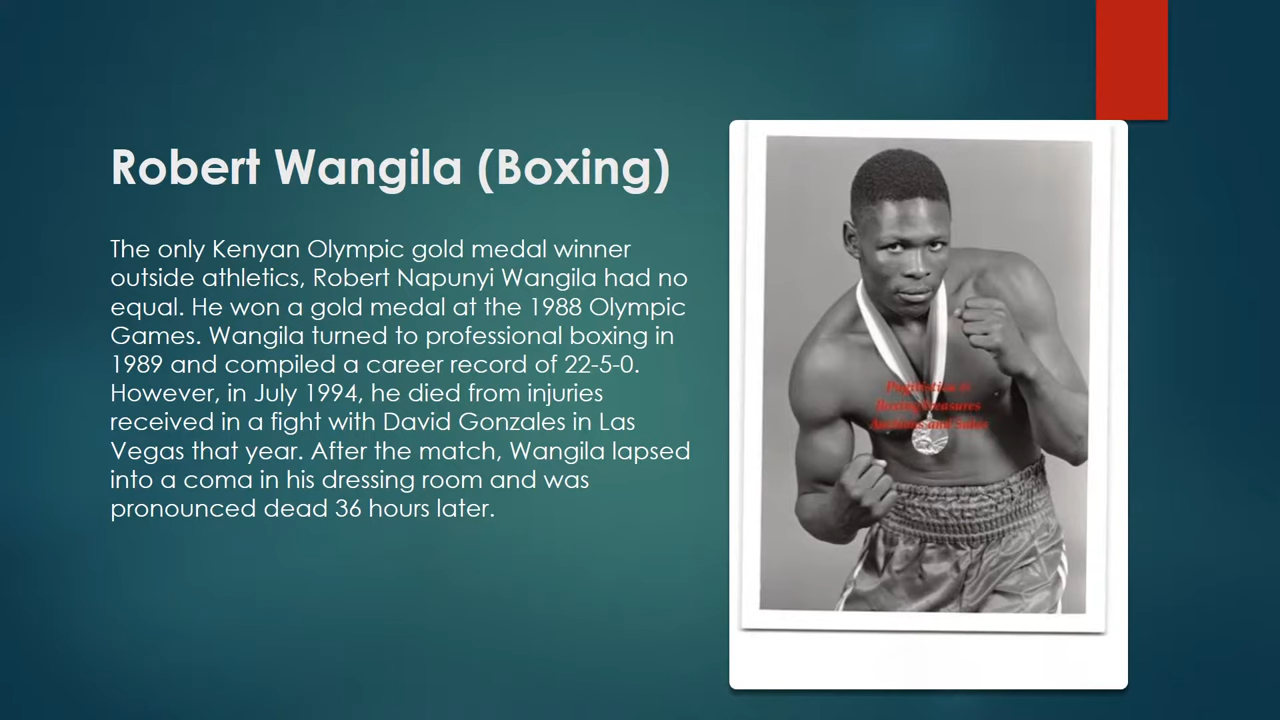 Robert Wangila (Boxing)
The only Kenyan Olympic gold medal winner
outside athletics, Robert Napunyi Wangila had no
equal. He won a gold medal at the 1988 Olympic
Games. Wangila turned to professional boxing in
1989 and compiled a career record of 22-5-0.
However, in July 1994, he died from injuries
received in a fight with David Gonzales in Las
Vegas that year. After the match, Wangila lapsed
into a coma in his dressing room and was
pronounced dead 36 hours later.
Boxing Treasures
Auctions and Sales